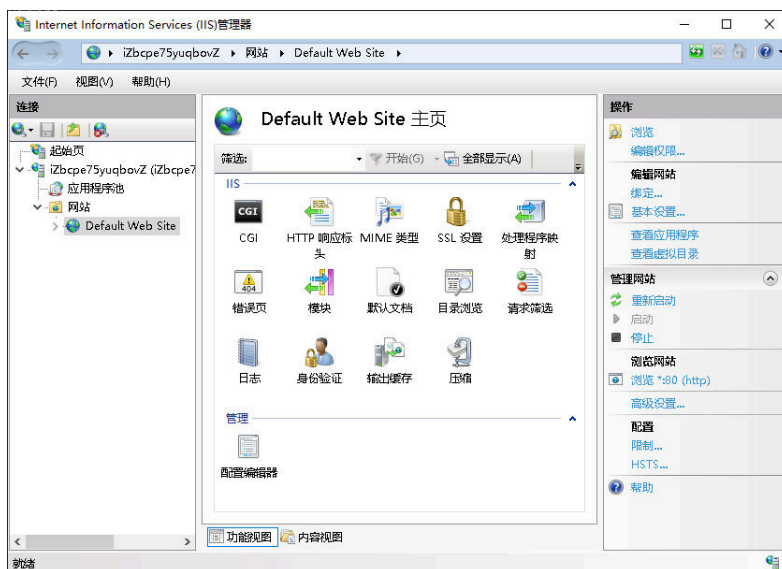 Internet Information Services (IIS)管理器
iZbcpe75yuqbovZ
网站
Default Web Site
文件(F) 视图(V) 帮助(H)
连接
起始页
iZbcpe75yuqbovZ (iZbcpe7
应用程序池
网站
Default Web Site
Default Web Site 主页
筛选: 开始(G) 全部显示(A)
IIS
CGI
CGI
HTTP 响应标头
MIME 类型
SSL 设置
处理程序映射
404
错误页
模块
默认文档
目录浏览
请求筛选
日志
身份验证
输出缓存
压缩
管理
配置编辑器
功能视图 内容视图
操作
浏览
编辑权限...
编辑网站
绑定...
基本设置...
查看应用程序
查看虚拟目录
管理网站
重新启动
启动
停止
浏览网站
浏览 *:80 (http)
高级设置...
配置
限制...
HSTS...
帮助
就绪